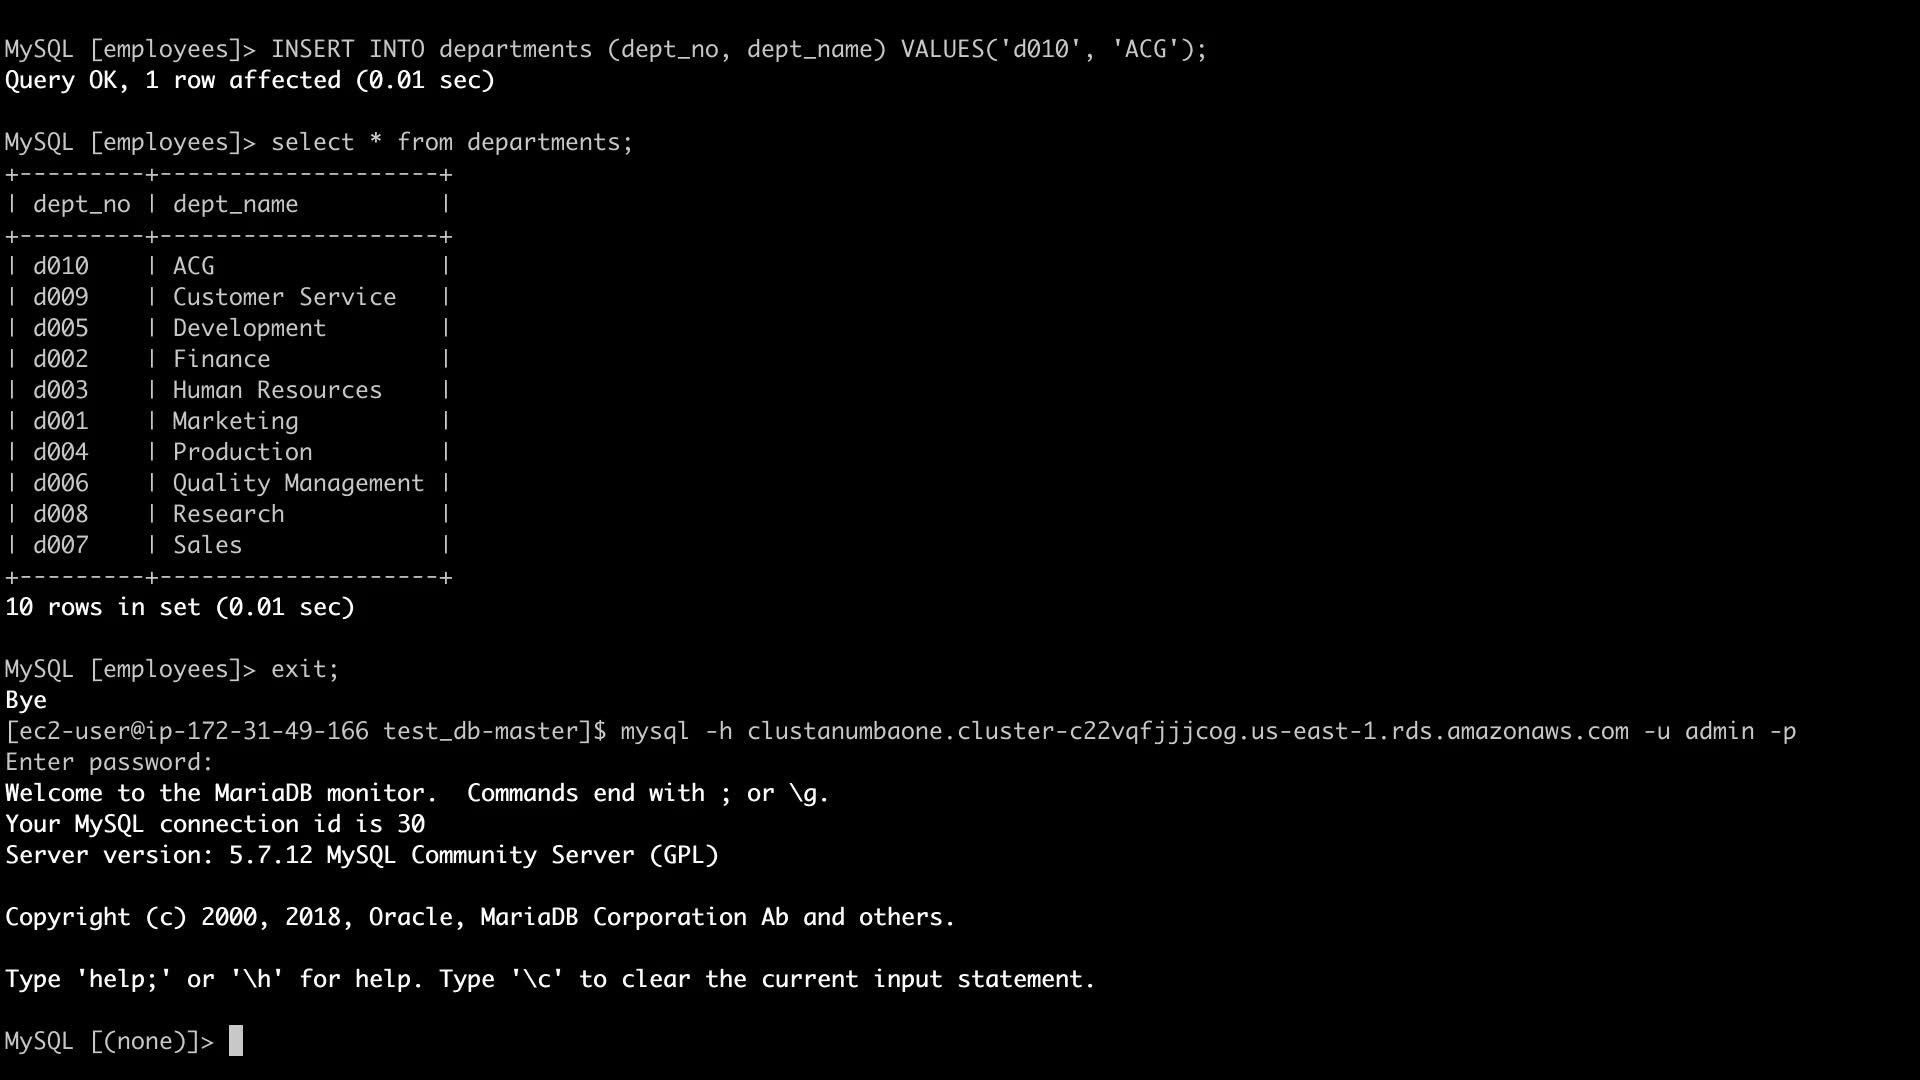 MySQL [employees]> INSERT INTO departments (dept_no, dept_name) VALUES('d010', 'ACG');
Query OK, 1 row affected (0.01 sec)
MySQL [employees]> select * from departments;
+---------+--------------------+
| dept_no | dept_name          |
+---------+--------------------+
| d010    | ACG                |
| d009    | Customer Service   |
| d005    | Development        |
| d002    | Finance            |
| d003    | Human Resources    |
| d001    | Marketing          |
| d004    | Production         |
| d006    | Quality Management |
| d008    | Research           |
| d007    | Sales              |
+---------+--------------------+
10 rows in set (0.01 sec)
MySQL [employees]> exit;
Bye
[ec2-user@ip-172-31-49-166 test_db-master]$ mysql -h clustanumbaone.cluster-c22vqfjjjcog.us-east-1.rds.amazonaws.com -u admin -p
Enter password:
Welcome to the MariaDB monitor.  Commands end with ; or \g.
Your MySQL connection id is 30
Server version: 5.7.12 MySQL Community Server (GPL)
Copyright (c) 2000, 2018, Oracle, MariaDB Corporation Ab and others.
Type 'help;' or '\h' for help. Type '\c' to clear the current input statement.
MySQL [(none)]>